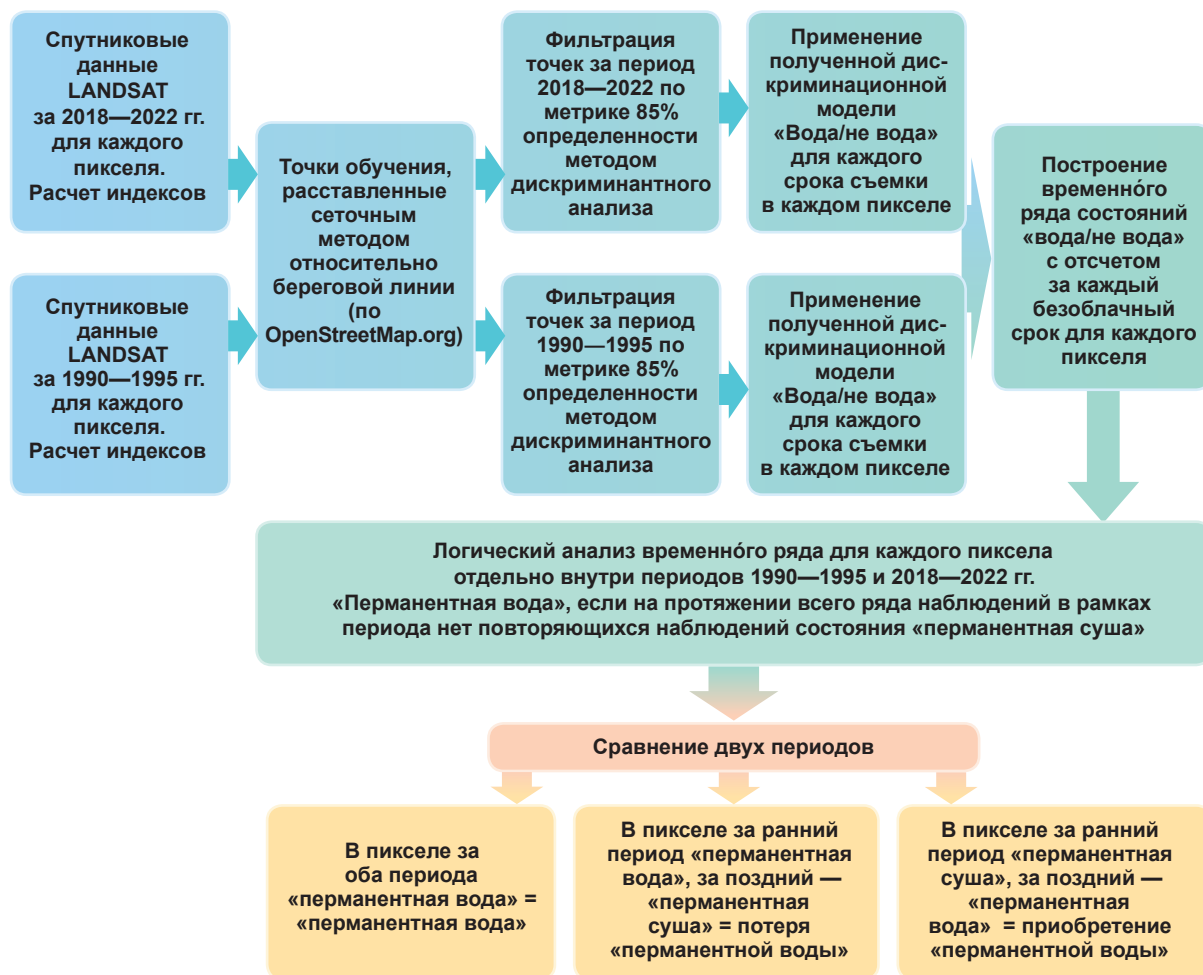 Спутниковые
данные
LANDSAT
за 2018—2022 гг.
для каждого
пикселя.
Расчет индексов
Спутниковые
данные
LANDSAT
за 1990—1995 гг.
для каждого
пикселя.
Расчет индексов
Точки обучения,
расставленные
сеточным
методом
относительно
береговой линии
(по
OpenStreetMap.org)
Фильтрация
точек за период
2018—2022 по
метрике 85%
определенности
методом
дискриминантного
анализа
Фильтрация
точек за период
1990—1995 по
метрике 85%
определенности
методом
дискриминантного
анализа
Применение
полученной дис-
криминационной
модели
«Вода/не вода»
для каждого
срока съемки
в каждом пикселе
Применение
полученной дис-
криминационной
модели
«Вода/не вода»
для каждого
срока съемки
в каждом пикселе
Построение
временно́го
ряда состояний
«вода/не вода»
с отсчетом
за каждый
безоблачный
срок для каждого
пикселя
Логический анализ временно́го ряда для каждого пиксела
отдельно внутри периодов 1990—1995 и 2018—2022 гг.
«Перманентная вода», если на протяжении всего ряда наблюдений в рамках
периода нет повторяющихся наблюдений состояния «перманентная суша»
Сравнение двух периодов
В пикселе за
оба периода
«перманентная вода» =
«перманентная вода»
В пикселе за ранний
период «перманентная
вода», за поздний —
«перманентная
суша» = потеря
«перманентной воды»
В пикселе за ранний
период «перманентная
суша», за поздний —
«перманентная
вода» = приобретение
«перманентной воды»